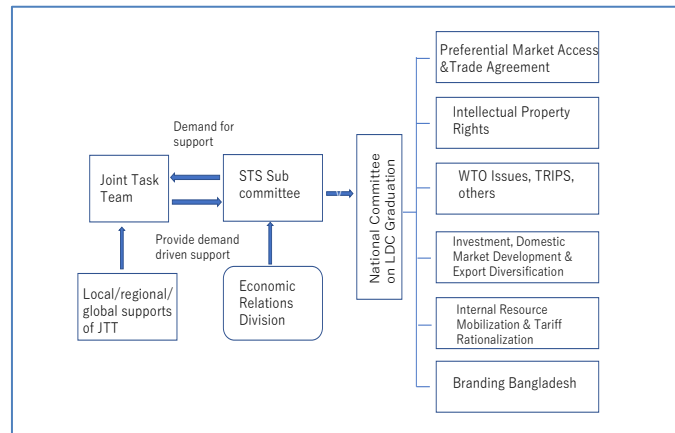 Demand for
support
Joint Task
Team
STS Sub
committee
Provide demand
driven support
Local/regional/
global supports
of JTT
Economic
Relations
Division
National Committee
on LDC Graduation
Preferential Market Access
&Trade Agreement
Intellectual Property
Rights
WTO Issues, TRIPS,
others
Investment, Domestic
Market Development &
Export Diversification
Internal Resource
Mobilization & Tariff
Rationalization
Branding Bangladesh